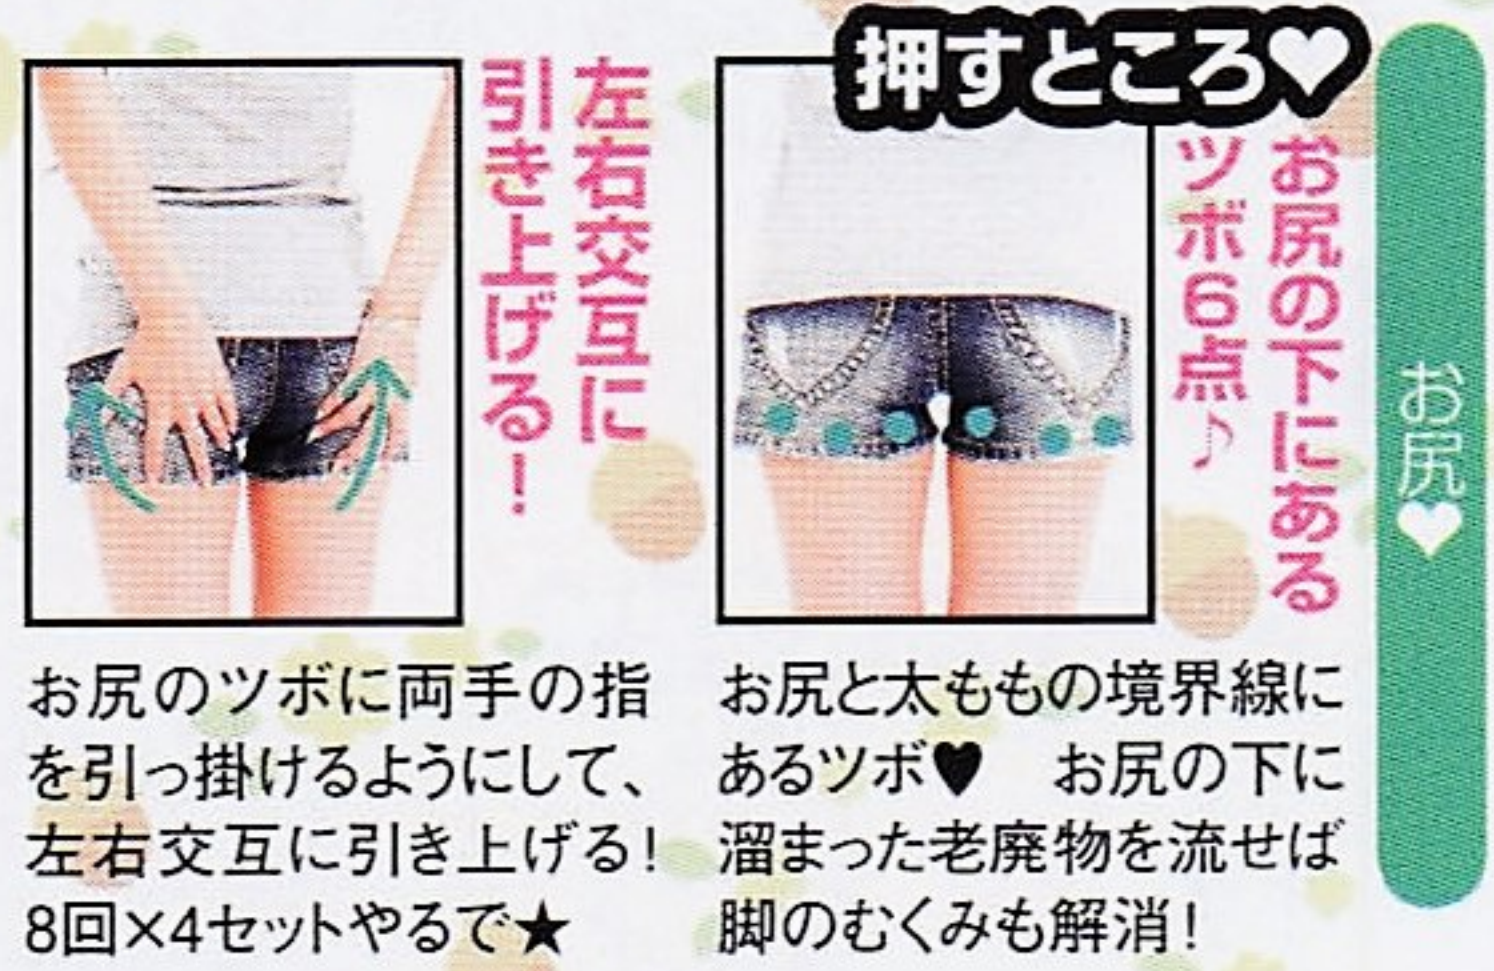 お尻♥
押すところ♥
お尻の下にある
ツボ6点♪
お尻と太ももの境界線に
あるツボ♥　お尻の下に
溜まった老廃物を流せば
脚のむくみも解消!
左右交互に
引き上げる!
お尻のツボに両手の指
を引っ掛けるようにして、
左右交互に引き上げる!
8回×4セットやるで★